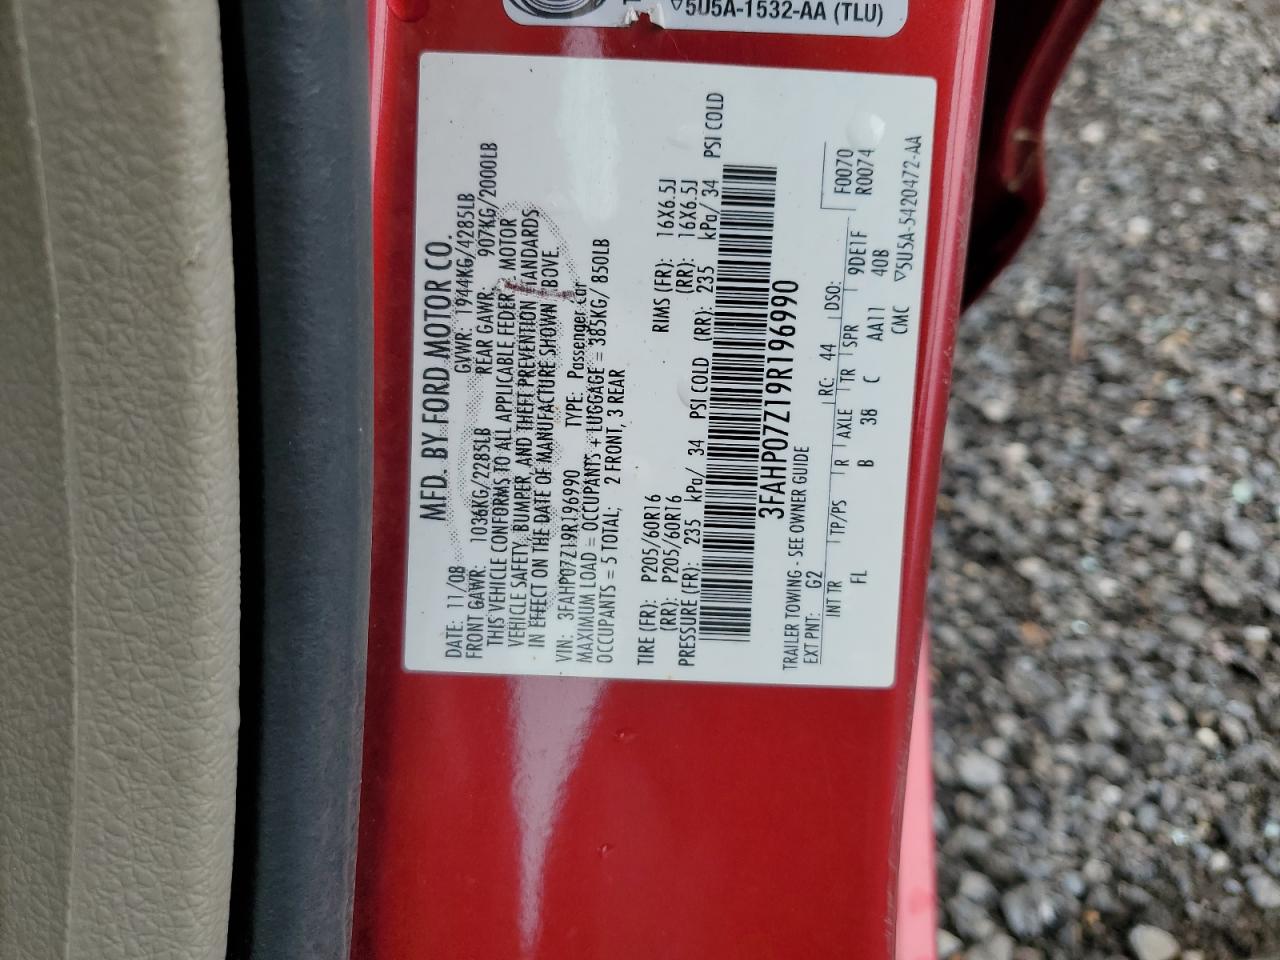 5U5A-1532-AA (TLU)
MFD. BY FORD MOTOR CO.
DATE: 11/08 GVWR: 1944KG/4285LB
FRONT GAWR: 1036KG/2285LB REAR GAWR: 907KG/2000LB
THIS VEHICLE CONFORMS TO ALL APPLICABLE FEDER MOTOR
VEHICLE SAFETY, BUMPER, AND THEFT PREVENTION TANDARDS
IN EFFECT ON THE DATE OF MANUFACTURE SHOWN BOVE
VIN: 3FAHP07Z19R196990 TYPE: Passenger car
MAXIMUM LOAD = OCCUPANTS + LUGGAGE = 385KG/ 850LB
OCCUPANTS = 5 TOTAL; 2 FRONT, 3 REAR
TIRE (FR): P205/60R16 RIMS (FR): 16X6.5J
(RR): P205/60R16 (RR): 16X6.5J
PRESSURE (FR): 235 kPa/ 34 PSI COLD (RR): 235 kPa/ 34 PSI COLD
3FAHP07Z19R196990
TRAILER TOWING - SEE OWNER GUIDE
EXT PNT: G2 RC: 44 DSO: F0070
R0074
INT TR TP/PS R AXLE TR SPR 9DE1F
FL B 38 C AA11 40B
CMC 5U5A-5420472-AA